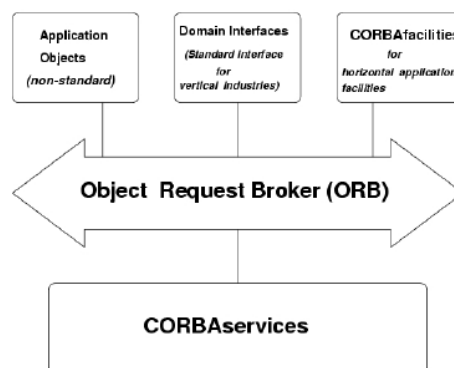 Application
Objects
(non-standard)
Domain Interfaces
(Standard Interface
for
vertical industries)
CORBAfacilities
for
horizontal application
facilities
Object Request Broker (ORB)
CORBAservices